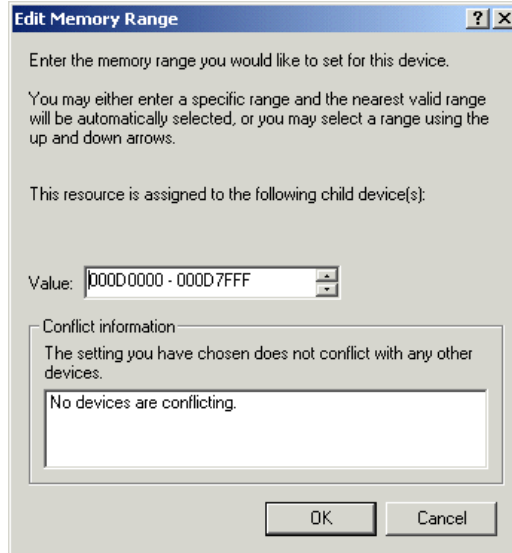 Edit Memory Range
Enter the memory range you would like to set for this device.
You may either enter a specific range and the nearest valid range
will be automatically selected, or you may select a range using the
up and down arrows.
This resource is assigned to the following child device(s):
Value: 000D0000 - 000D7FFF
Conflict information
The setting you have chosen does not conflict with any other
devices.
No devices are conflicting.
OK Cancel